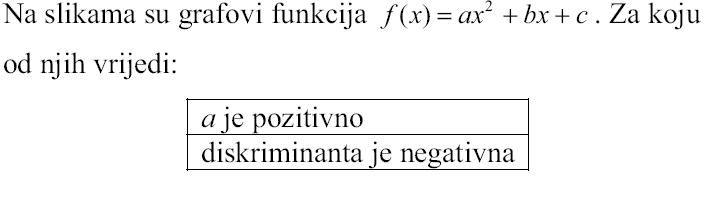 Na slikama su grafovi funkcija f(x) = ax² + bx + c . Za koju
od njih vrijedi:
a je pozitivno
diskriminanta je negativna